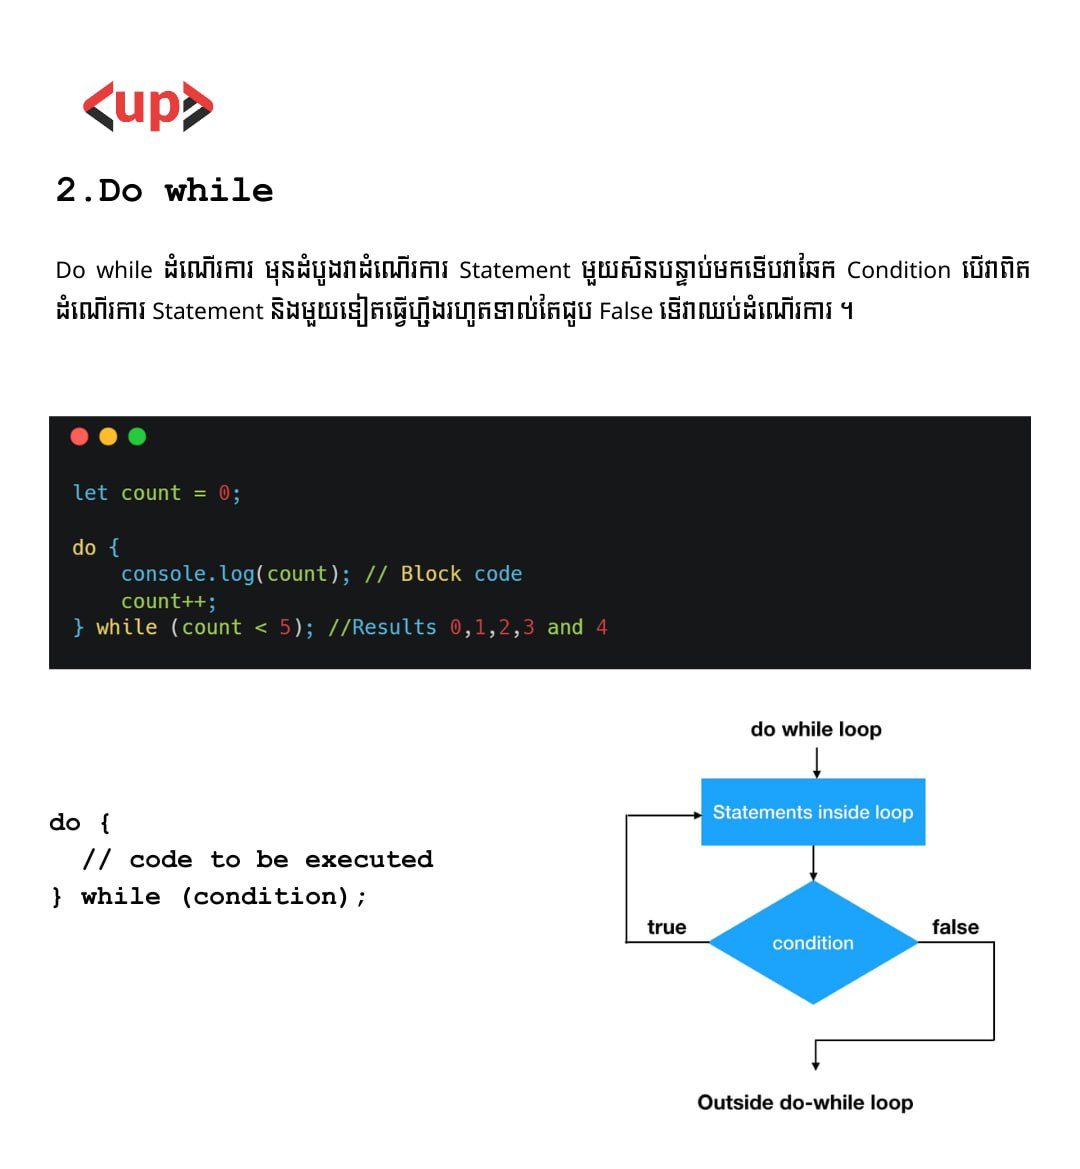 <up>
2.Do while
Do while ដំណើរការ មុនដំបូងវាដំណើរការ Statement មួយសិនបន្ទាប់មកទើបវាឆែក Condition បើវាពិត
ដំណើរការ Statement និងមួយទៀតធ្វើហ្នឹងរហូតទាល់តែជូប False ទើវាឈប់ដំណើរការ ។
let count = 0;
do {
    console.log(count); // Block code
    count++;
} while (count < 5); //Results 0,1,2,3 and 4
do {
  // code to be executed
} while (condition);
do while loop
Statements inside loop
true
condition
false
Outside do-while loop